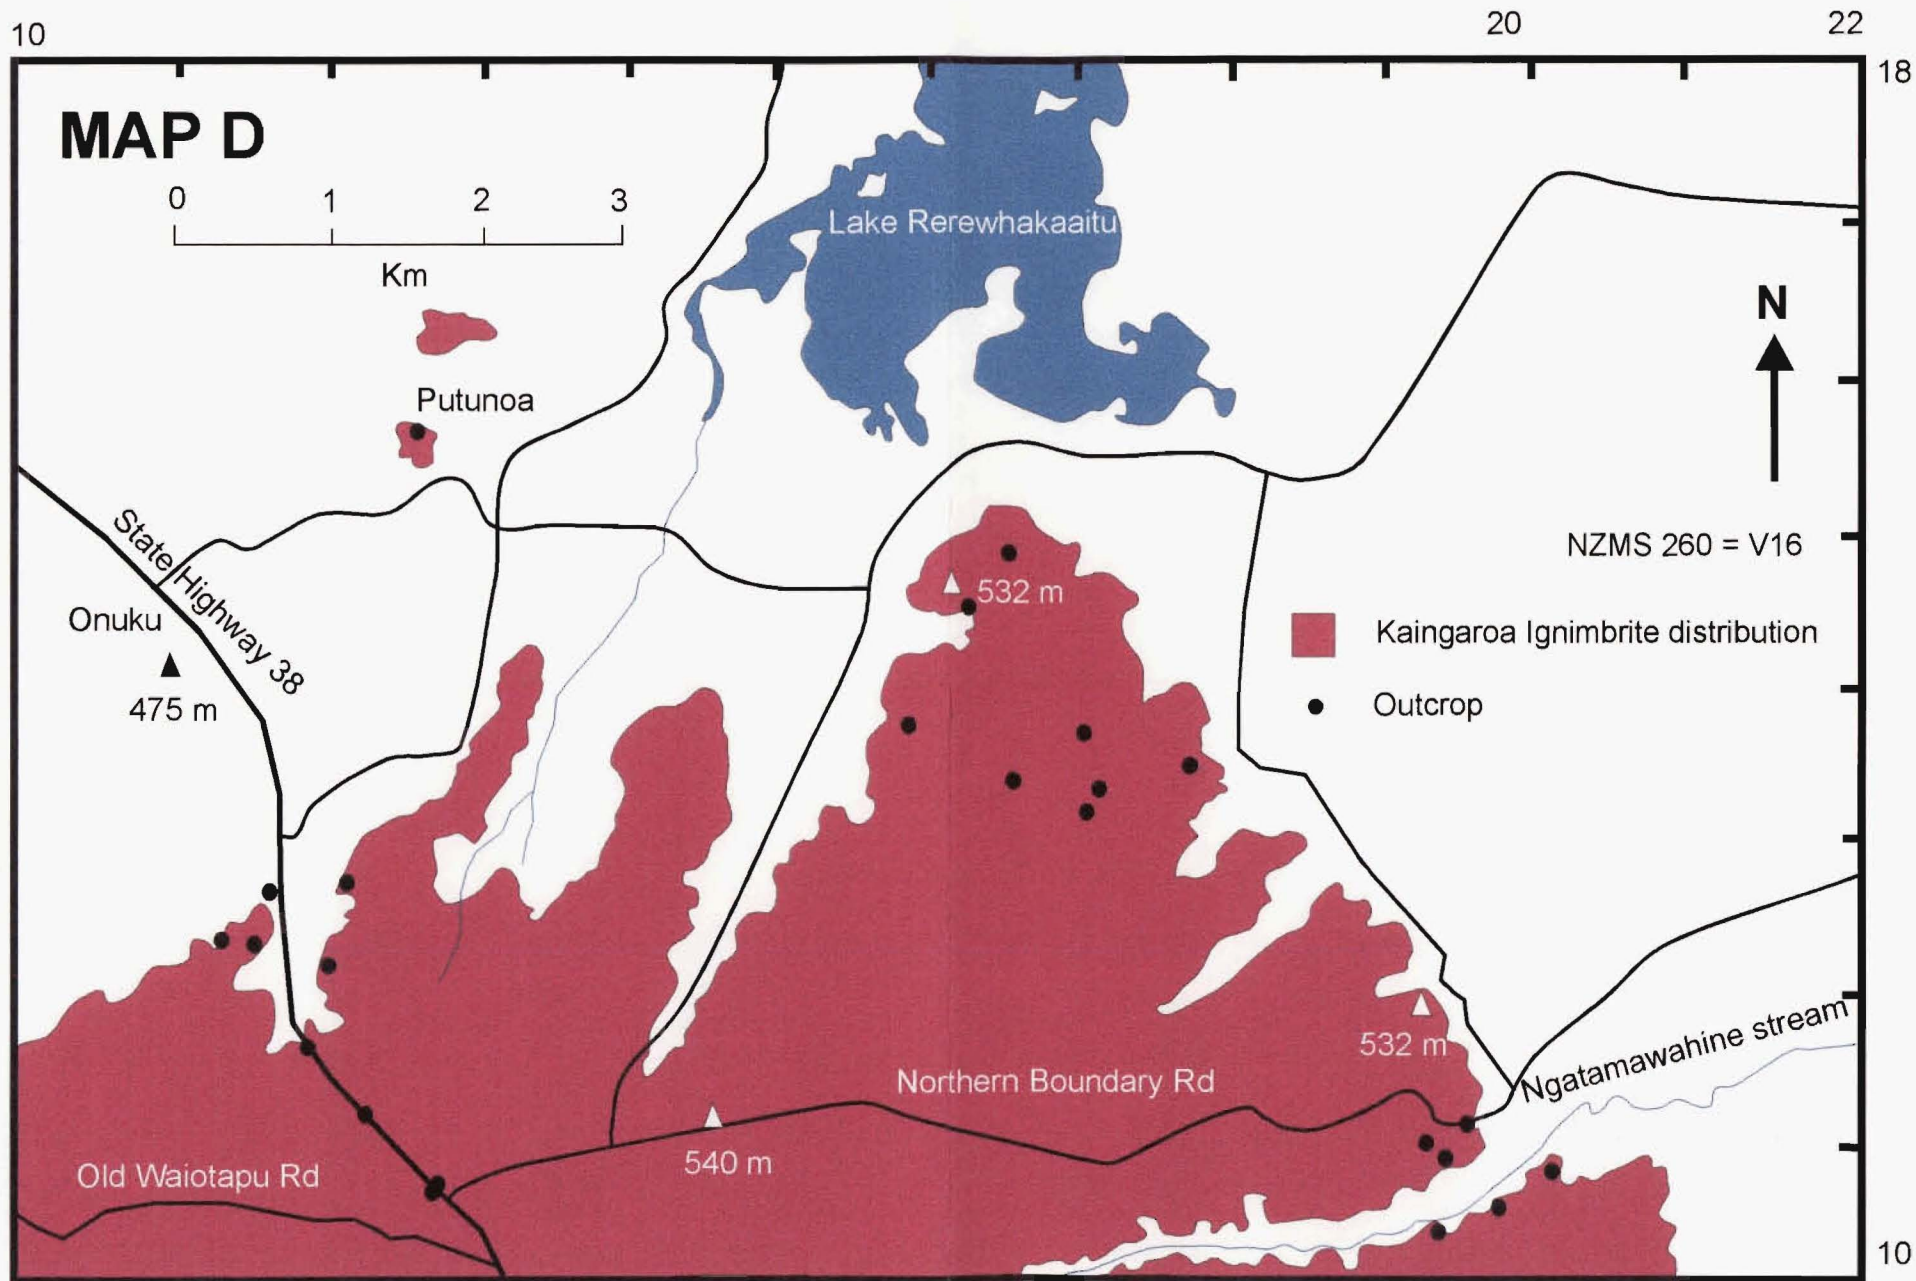 10
20
22
18
MAP D
0 1 2 3
Km
Lake Rerewhakaaitu
N
Putunoa
State Highway 38
NZMS 260 = V16
532 m
Onuku
Kaingaroa Ignimbrite distribution
475 m
Outcrop
Ngatamawahine stream
532 m
Northern Boundary Rd
540 m
Old Waiotapu Rd
10